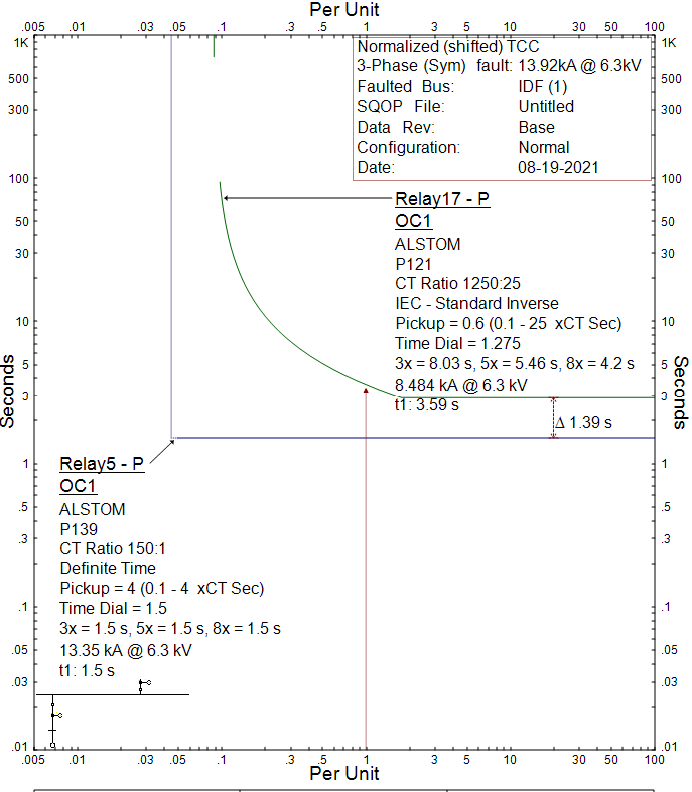 Per Unit
.005 .01 .03 .05 .1 .3 .5 1 3 5 10 30 50 100
1K 1K
500 500
300 300
100 100
50 50
30 30
10 10
5 5
3 3
1 1
.5 .5
.3 .3
.1 .1
.05 .05
.03 .03
.01 .01
Seconds
Seconds
Normalized (shifted) TCC
3-Phase (Sym) fault: 13.92kA @ 6.3kV
Faulted Bus: IDF (1)
SQOP File: Untitled
Data Rev: Base
Configuration: Normal
Date: 08-19-2021
Relay17 - P
OC1
ALSTOM
P121
CT Ratio 1250:25
IEC - Standard Inverse
Pickup = 0.6 (0.1 - 25 xCT Sec)
Time Dial = 1.275
3x = 8.03 s, 5x = 5.46 s, 8x = 4.2 s
8.484 kA @ 6.3 kV
t1: 3.59 s
Δ 1.39 s
Relay5 - P
OC1
ALSTOM
P139
CT Ratio 150:1
Definite Time
Pickup = 4 (0.1 - 4 xCT Sec)
Time Dial = 1.5
3x = 1.5 s, 5x = 1.5 s, 8x = 1.5 s
13.35 kA @ 6.3 kV
t1: 1.5 s
.005 .01 .03 .05 .1 .3 .5 1 3 5 10 30 50 100
Per Unit